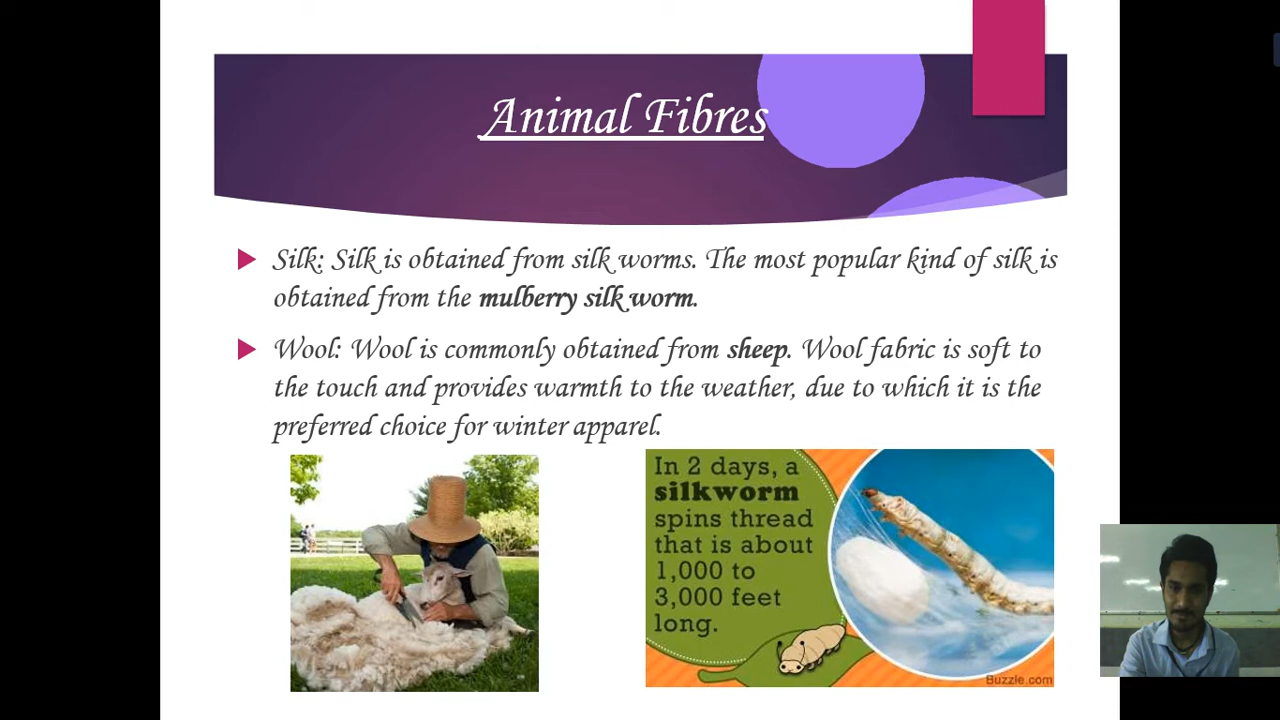 Animal Fibres
Silk: Silk is obtained from silk worms. The most popular kind of silk is
obtained from the mulberry silk worm.
Wool: Wool is commonly obtained from sheep. Wool fabric is soft to
the touch and provides warmth to the weather, due to which it is the
preferred choice for winter apparel.
In 2 days, a
silkworm
spins thread
that is about
1,000 to
3,000 feet
long.
Buzzle.com